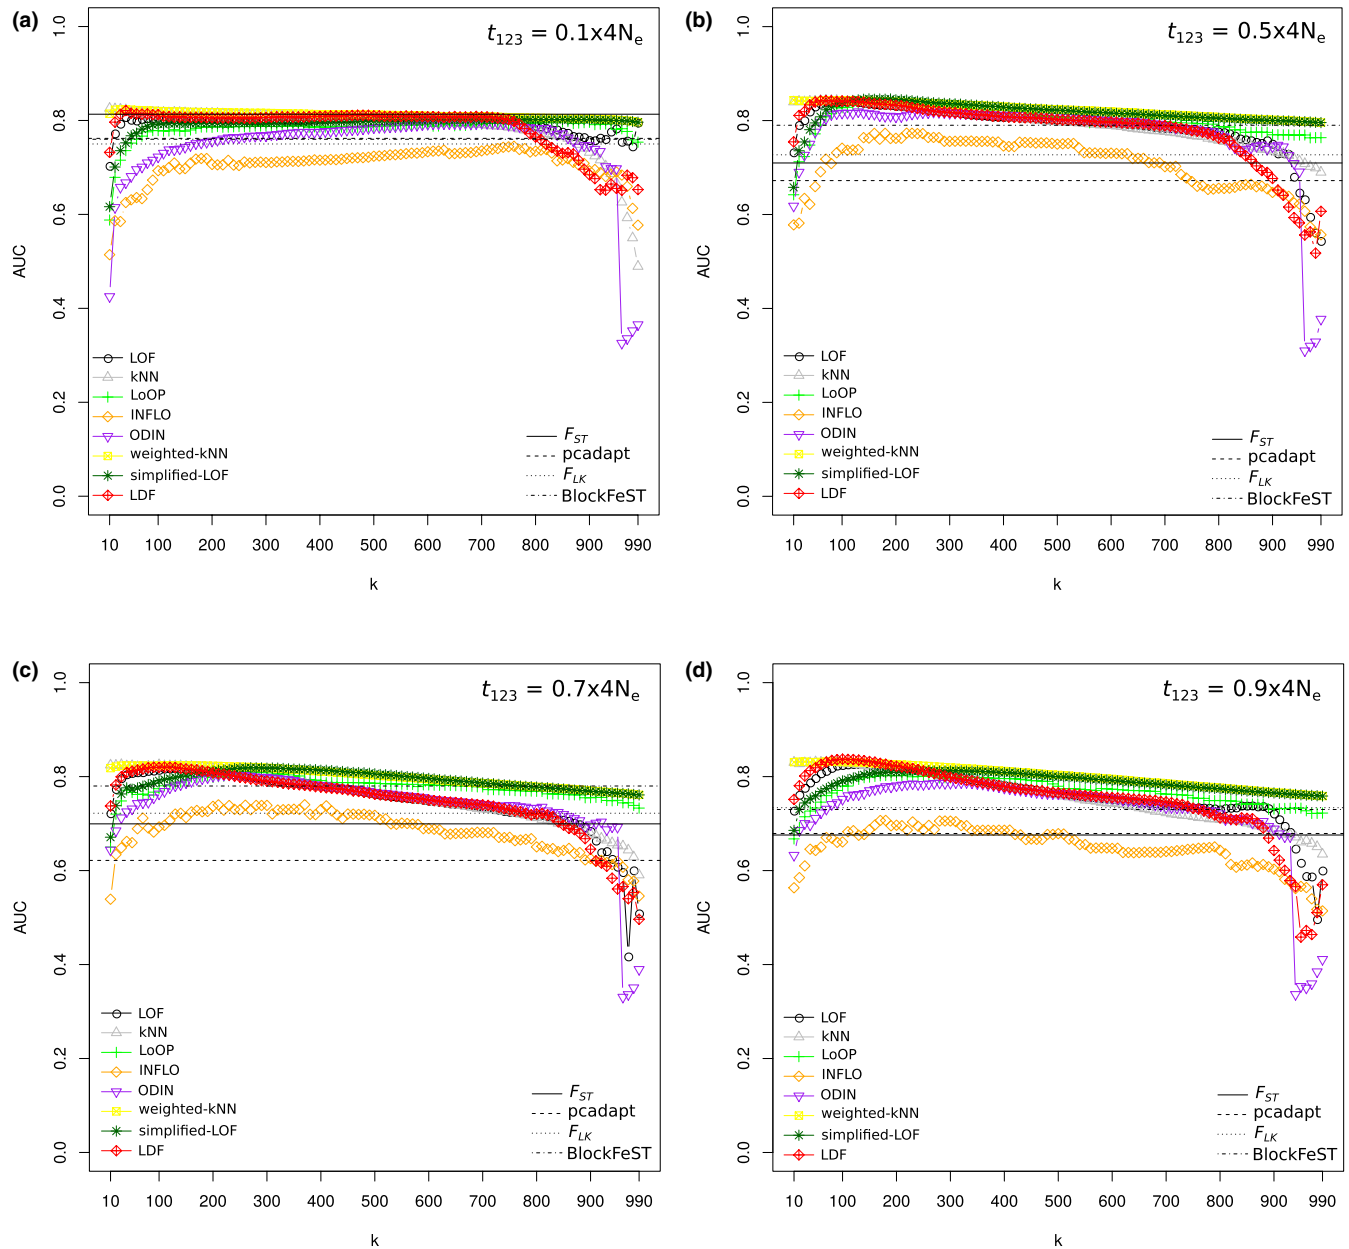 (a)
t123 = 0.1x4Ne
AUC
1.0
0.8
0.6
0.4
0.2
0.0
LOF
kNN
LoOP
INFLO
ODIN
weighted-kNN
simplified-LOF
LDF
FST
pcadapt
FLK
BlockFeST
10 100 200 300 400 500 600 700 800 900 990
k
(b)
t123 = 0.5x4Ne
AUC
1.0
0.8
0.6
0.4
0.2
0.0
LOF
kNN
LoOP
INFLO
ODIN
weighted-kNN
simplified-LOF
LDF
FST
pcadapt
FLK
BlockFeST
10 100 200 300 400 500 600 700 800 900 990
k
(c)
t123 = 0.7x4Ne
AUC
1.0
0.8
0.6
0.4
0.2
0.0
LOF
kNN
LoOP
INFLO
ODIN
weighted-kNN
simplified-LOF
LDF
FST
pcadapt
FLK
BlockFeST
10 100 200 300 400 500 600 700 800 900 990
k
(d)
t123 = 0.9x4Ne
AUC
1.0
0.8
0.6
0.4
0.2
0.0
LOF
kNN
LoOP
INFLO
ODIN
weighted-kNN
simplified-LOF
LDF
FST
pcadapt
FLK
BlockFeST
10 100 200 300 400 500 600 700 800 900 990
k